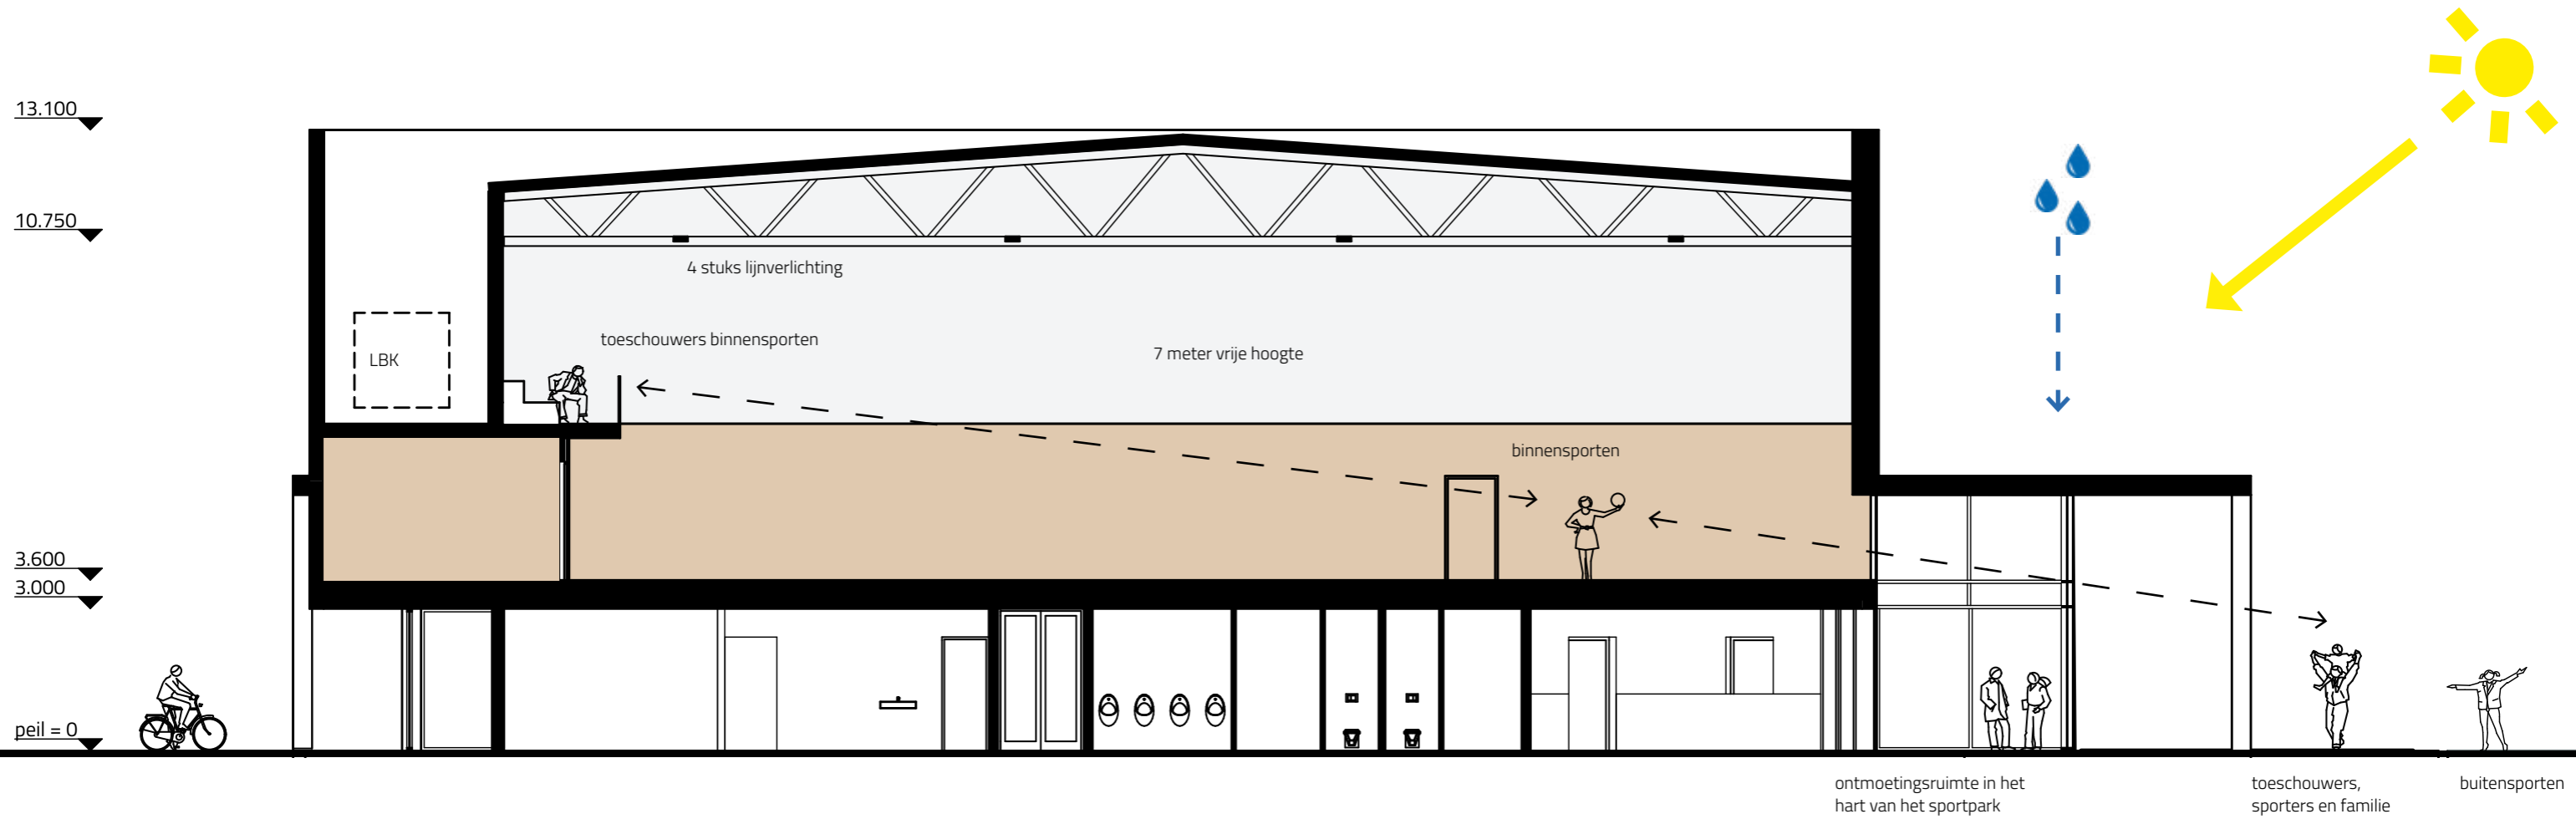 13.100
10.750
4 stuks lijnverlichting
toeschouwers binnensporten
7 meter vrije hoogte
LBK
binnensporten
3.600
3.000
peil = 0
ontmoetingsruimte in het
hart van het sportpark
toeschouwers,
sporters en familie
buitensporten